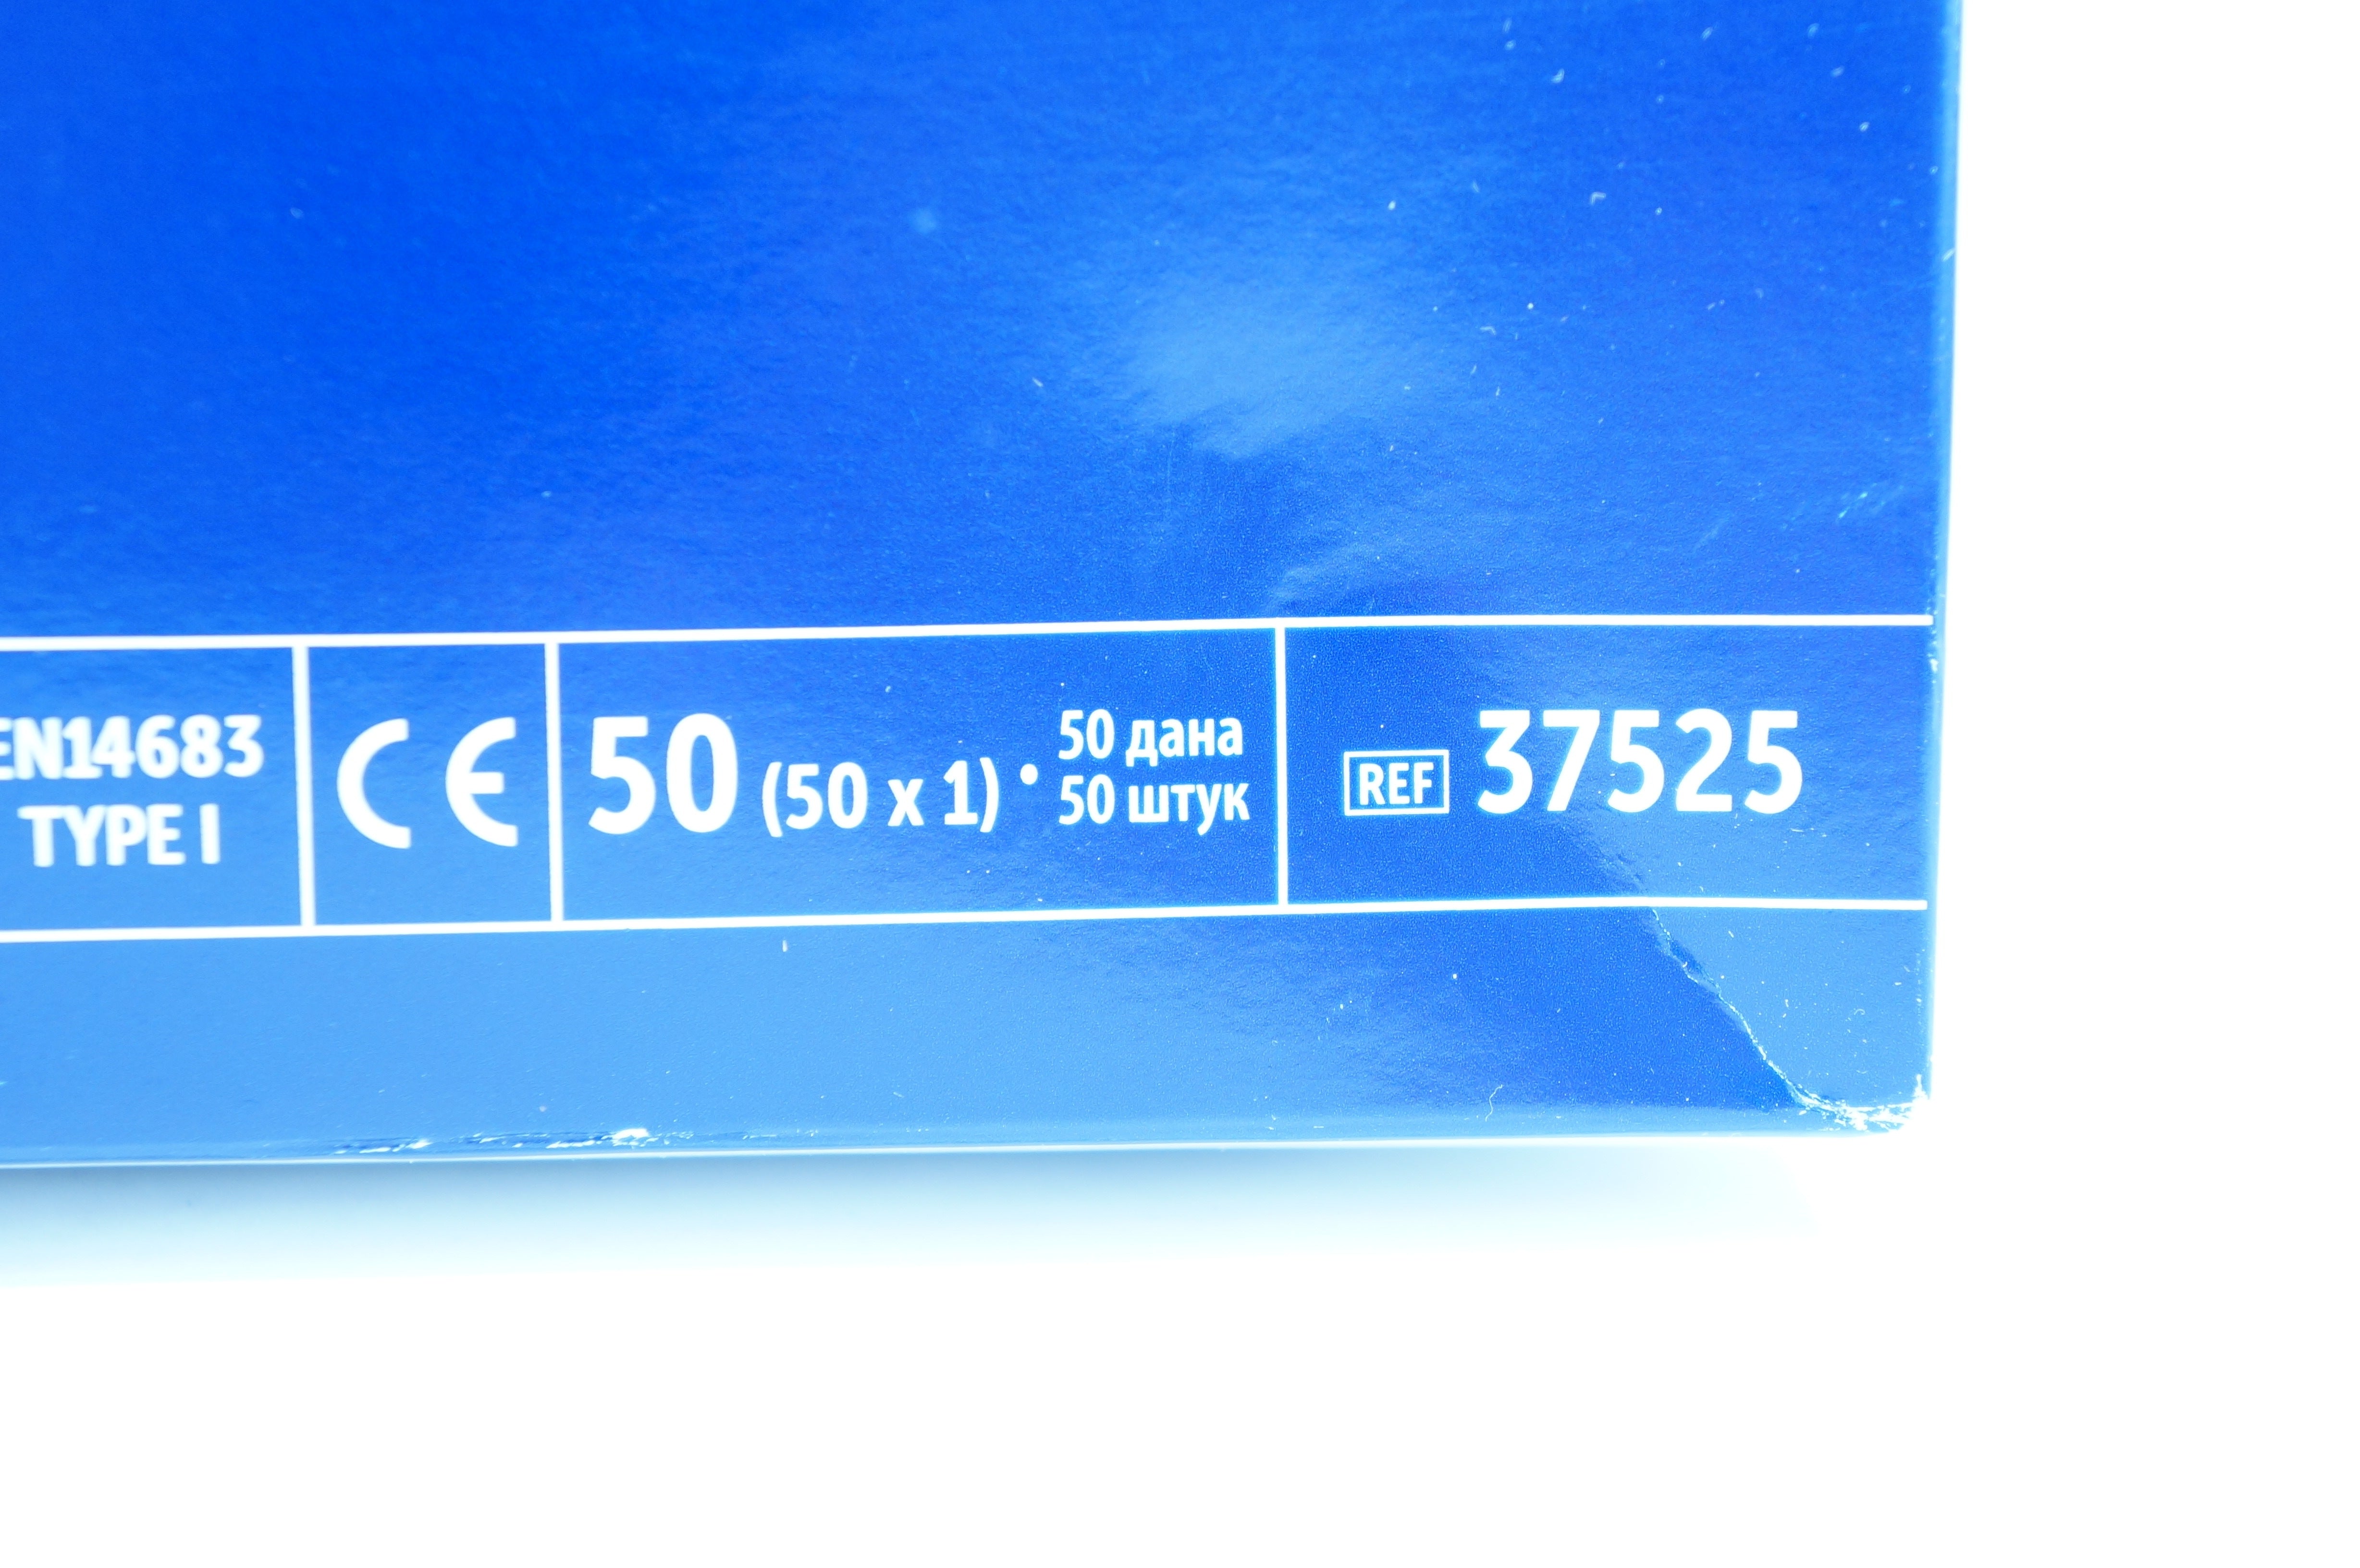 EN14683
TYPE I
CE
50 (50 x 1) •
50 дана
50 штук
REF 37525